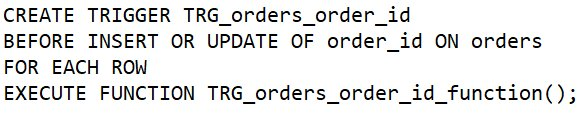 CREATE TRIGGER TRG_orders_order_id
BEFORE INSERT OR UPDATE OF order_id ON orders
FOR EACH ROW
EXECUTE FUNCTION TRG_orders_order_id_function();